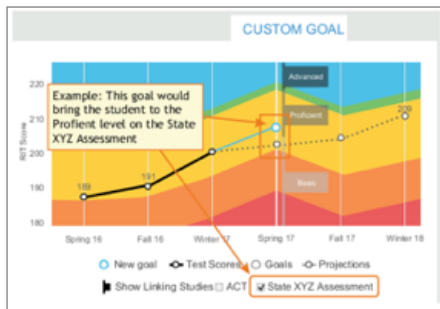 CUSTOM GOAL
Example: This goal would
bring the student to the
Profient level on the State
XYZ Assessment
Advanced
Proficient
Basic
RIT Score
220
210
200
190
180
189
191
209
Spring 16
Fall 16
Winter 17
Spring 17
Fall 17
Winter 18
New goal
Test Scores
Goals
Projections
Show Linking Studies
ACT
State XYZ Assessment